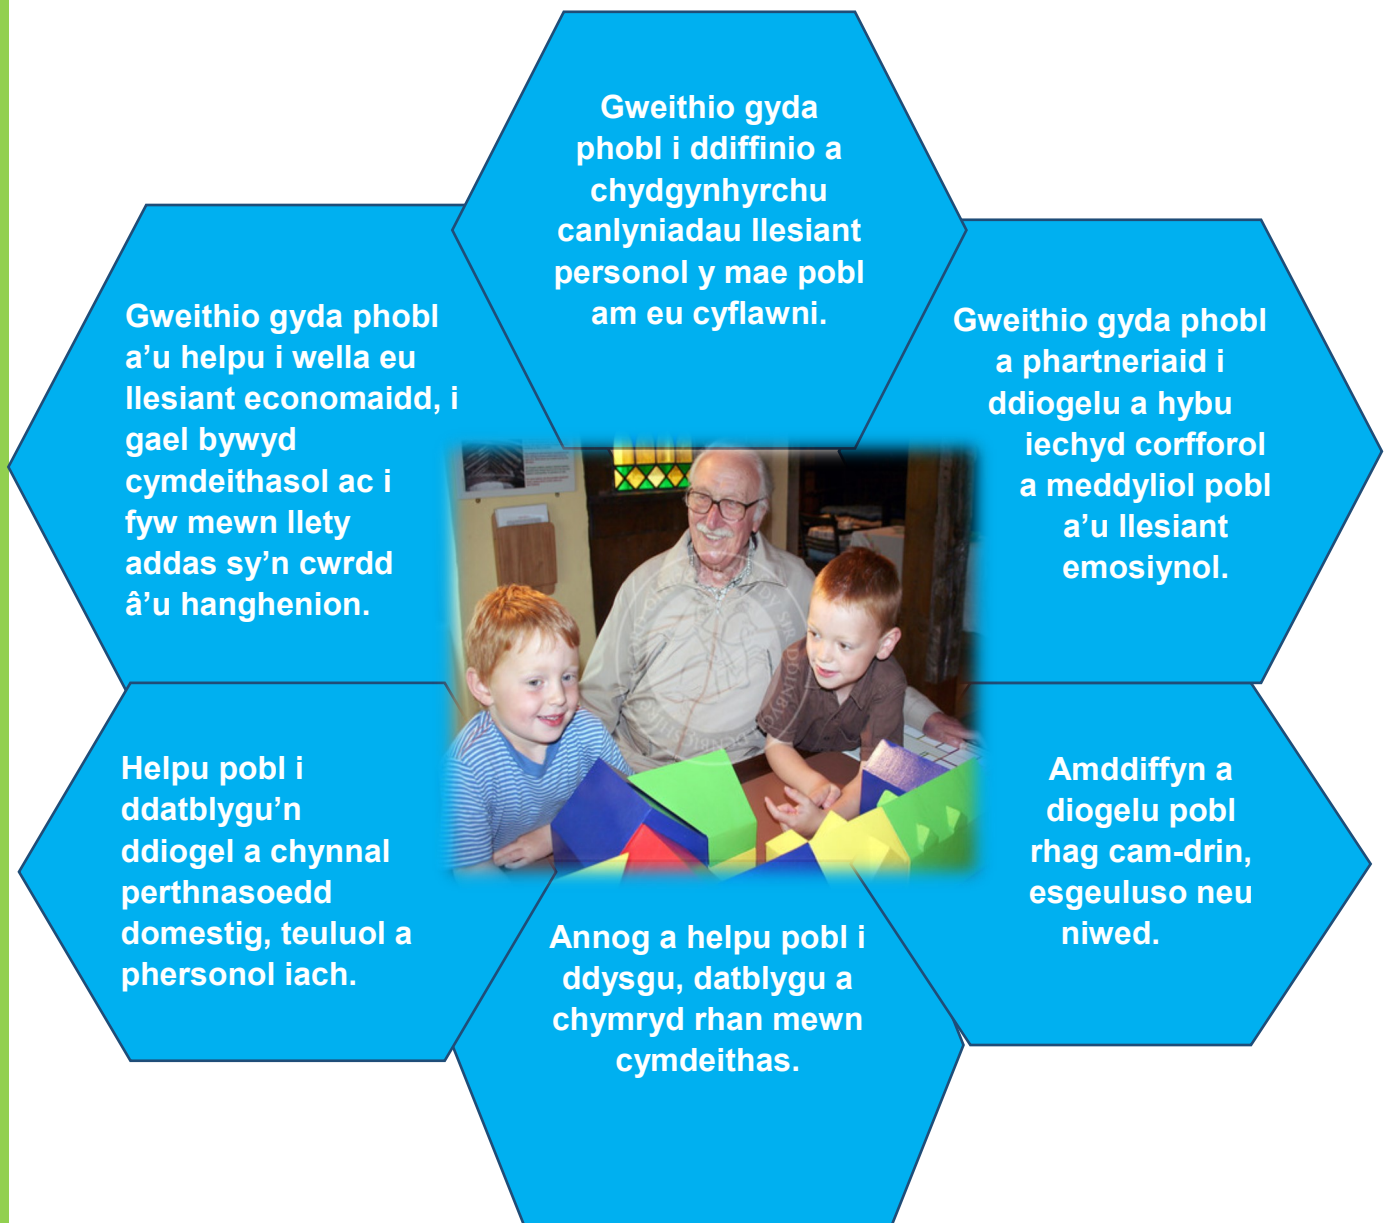 Gweithio gyda
phobl i ddiffinio a
chydgynhyrchu
canlyniadau llesiant
personol y mae pobl
am eu cyflawni.
Gweithio gyda phobl
a phartneriaid i
ddiogelu a hybu
iechyd corfforol
a meddyliol pobl
a'u llesiant
emosiynol.
Amddiffyn a
diogelu pobl
rhag cam-drin,
esgeuluso neu
niwed.
Annog a helpu pobl i
ddysgu, datblygu a
chymryd rhan mewn
cymdeithas.
Helpu pobl i
ddatblygu'n
ddiogel a chynnal
perthnasoedd
domestig, teuluol a
phersonol iach.
Gweithio gyda phobl
a'u helpu i wella eu
llesiant economaidd, i
gael bywyd
cymdeithasol ac i
fyw mewn llety
addas sy'n cwrdd
â'u hanghenion.